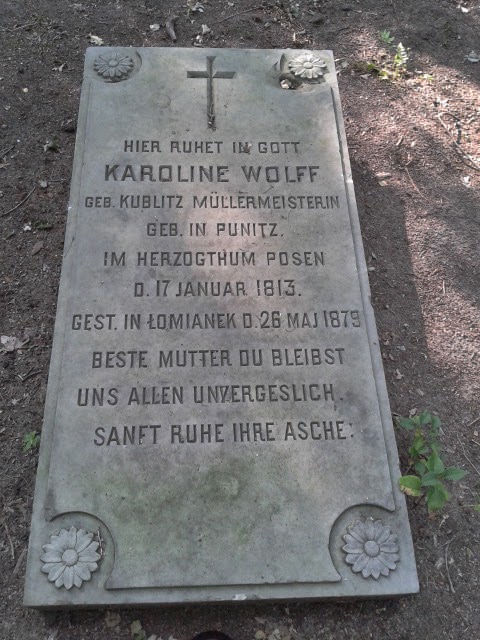 HIER RUHET IN GOTT
KAROLINE WOLFF
GEB. KUBLITZ MÜLLERMEISTERIN
GEB. IN PUNITZ.
IM HERZOGTHUM POSEN
D. 17 JANUAR 1813.
GEST. IN ŁOMIANEK D. 26 MAJ 1879
BESTE MUTTER DU BLEIBST
UNS ALLEN UNVERGESLICH.
SANFT RUHE IHRE ASCHE.